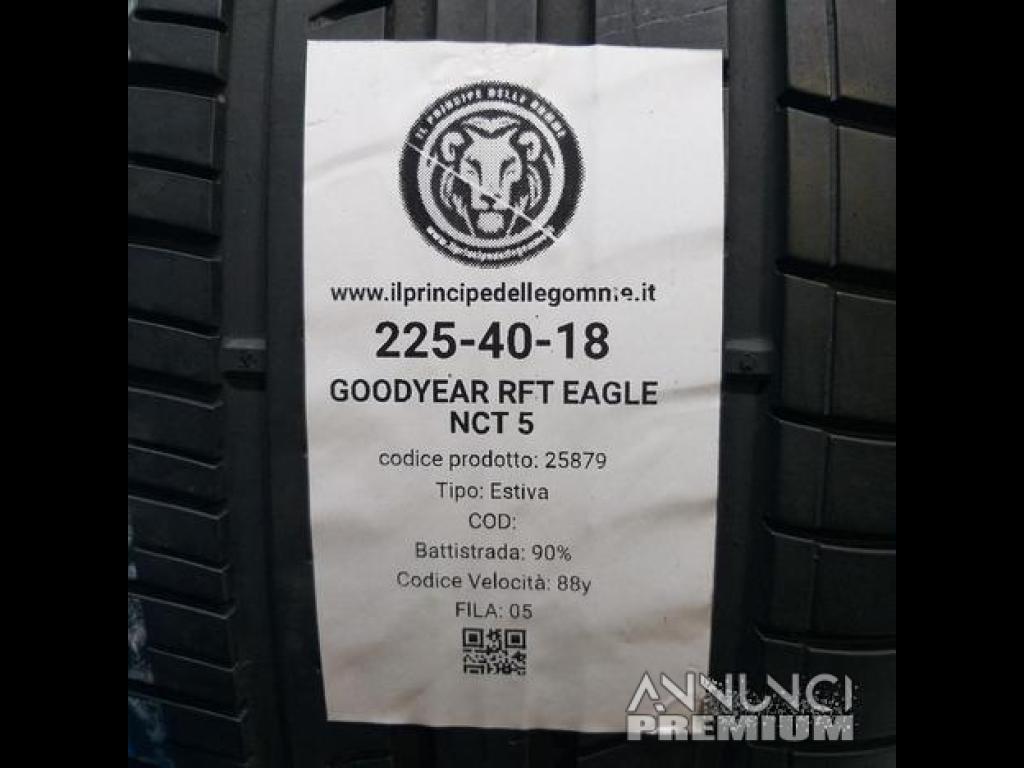 IL PRINCIPE DELLE GOMME
www.ilprincipedellegomme.it
225-40-18
GOODYEAR RFT EAGLE
NCT 5
codice prodotto: 25879
Tipo: Estiva
COD:
Battistrada: 90%
Codice Velocità: 88y
FILA: 05
ANNUNCI
PREMIUM